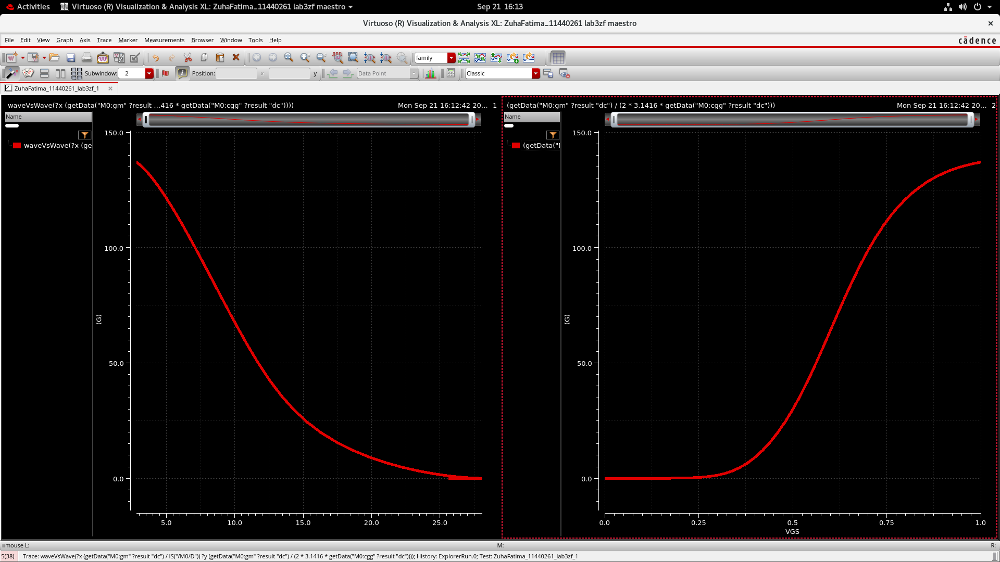 Activities
Virtuoso (R) Visualization & Analysis XL: ZuhaFatima_11440261 lab3zf maestro
Sep 21 16:13
Virtuoso (R) Visualization & Analysis XL: ZuhaFatima_11440261 lab3zf maestro
File Edit View Graph Axis Trace Marker Measurements Browser Window Tools Help
cādence
family
Subwindow: 2
Position:
x
y
Data Point
Classic
ZuhaFatima_11440261_lab3zf_1
waveVsWave(?x (getData("M0:gm" ?result ...416 * getData("M0:cgg" ?result "dc"))))
Mon Sep 21 16:12:42 20... 1
Name
waveVsWave(?x (ge
150.0
100.0
50.0
0.0
(G)
5.0 10.0 15.0 20.0 25.0
(getData("M0:gm" ?result "dc") / (2 * 3.1416 * getData("M0:cgg" ?result "dc")))
Mon Sep 21 16:12:42 20... 2
Name
(getData("I
150.0
100.0
50.0
0.0
(G)
0.0 0.25 0.5 0.75 1.0
VGS
mouse L:
M:
R:
5(38)
Trace: waveVsWave(?x (getData("M0:gm" ?result "dc") / IS("/M0/D")) ?y (getData("M0:gm" ?result "dc") / (2 * 3.1416 * getData("M0:cgg" ?result "dc")))); History: ExplorerRun.0; Test: ZuhaFatima_11440261_lab3zf_1